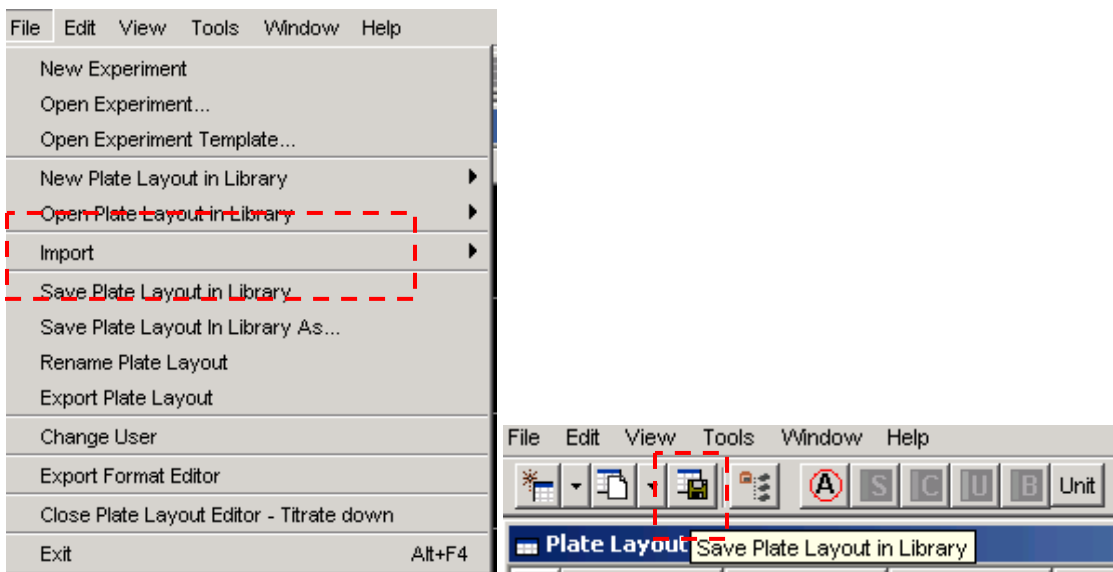 File Edit View Tools Window Help
New Experiment
Open Experiment...
Open Experiment Template...
New Plate Layout in Library
Open Plate Layout in Library
Import
Save Plate Layout in Library
Save Plate Layout In Library As...
Rename Plate Layout
Export Plate Layout
Change User
Export Format Editor
Close Plate Layout Editor - Titrate down
Exit Alt+F4
File Edit View Tools Window Help
A S C U B Unit
Plate Layout
Save Plate Layout in Library